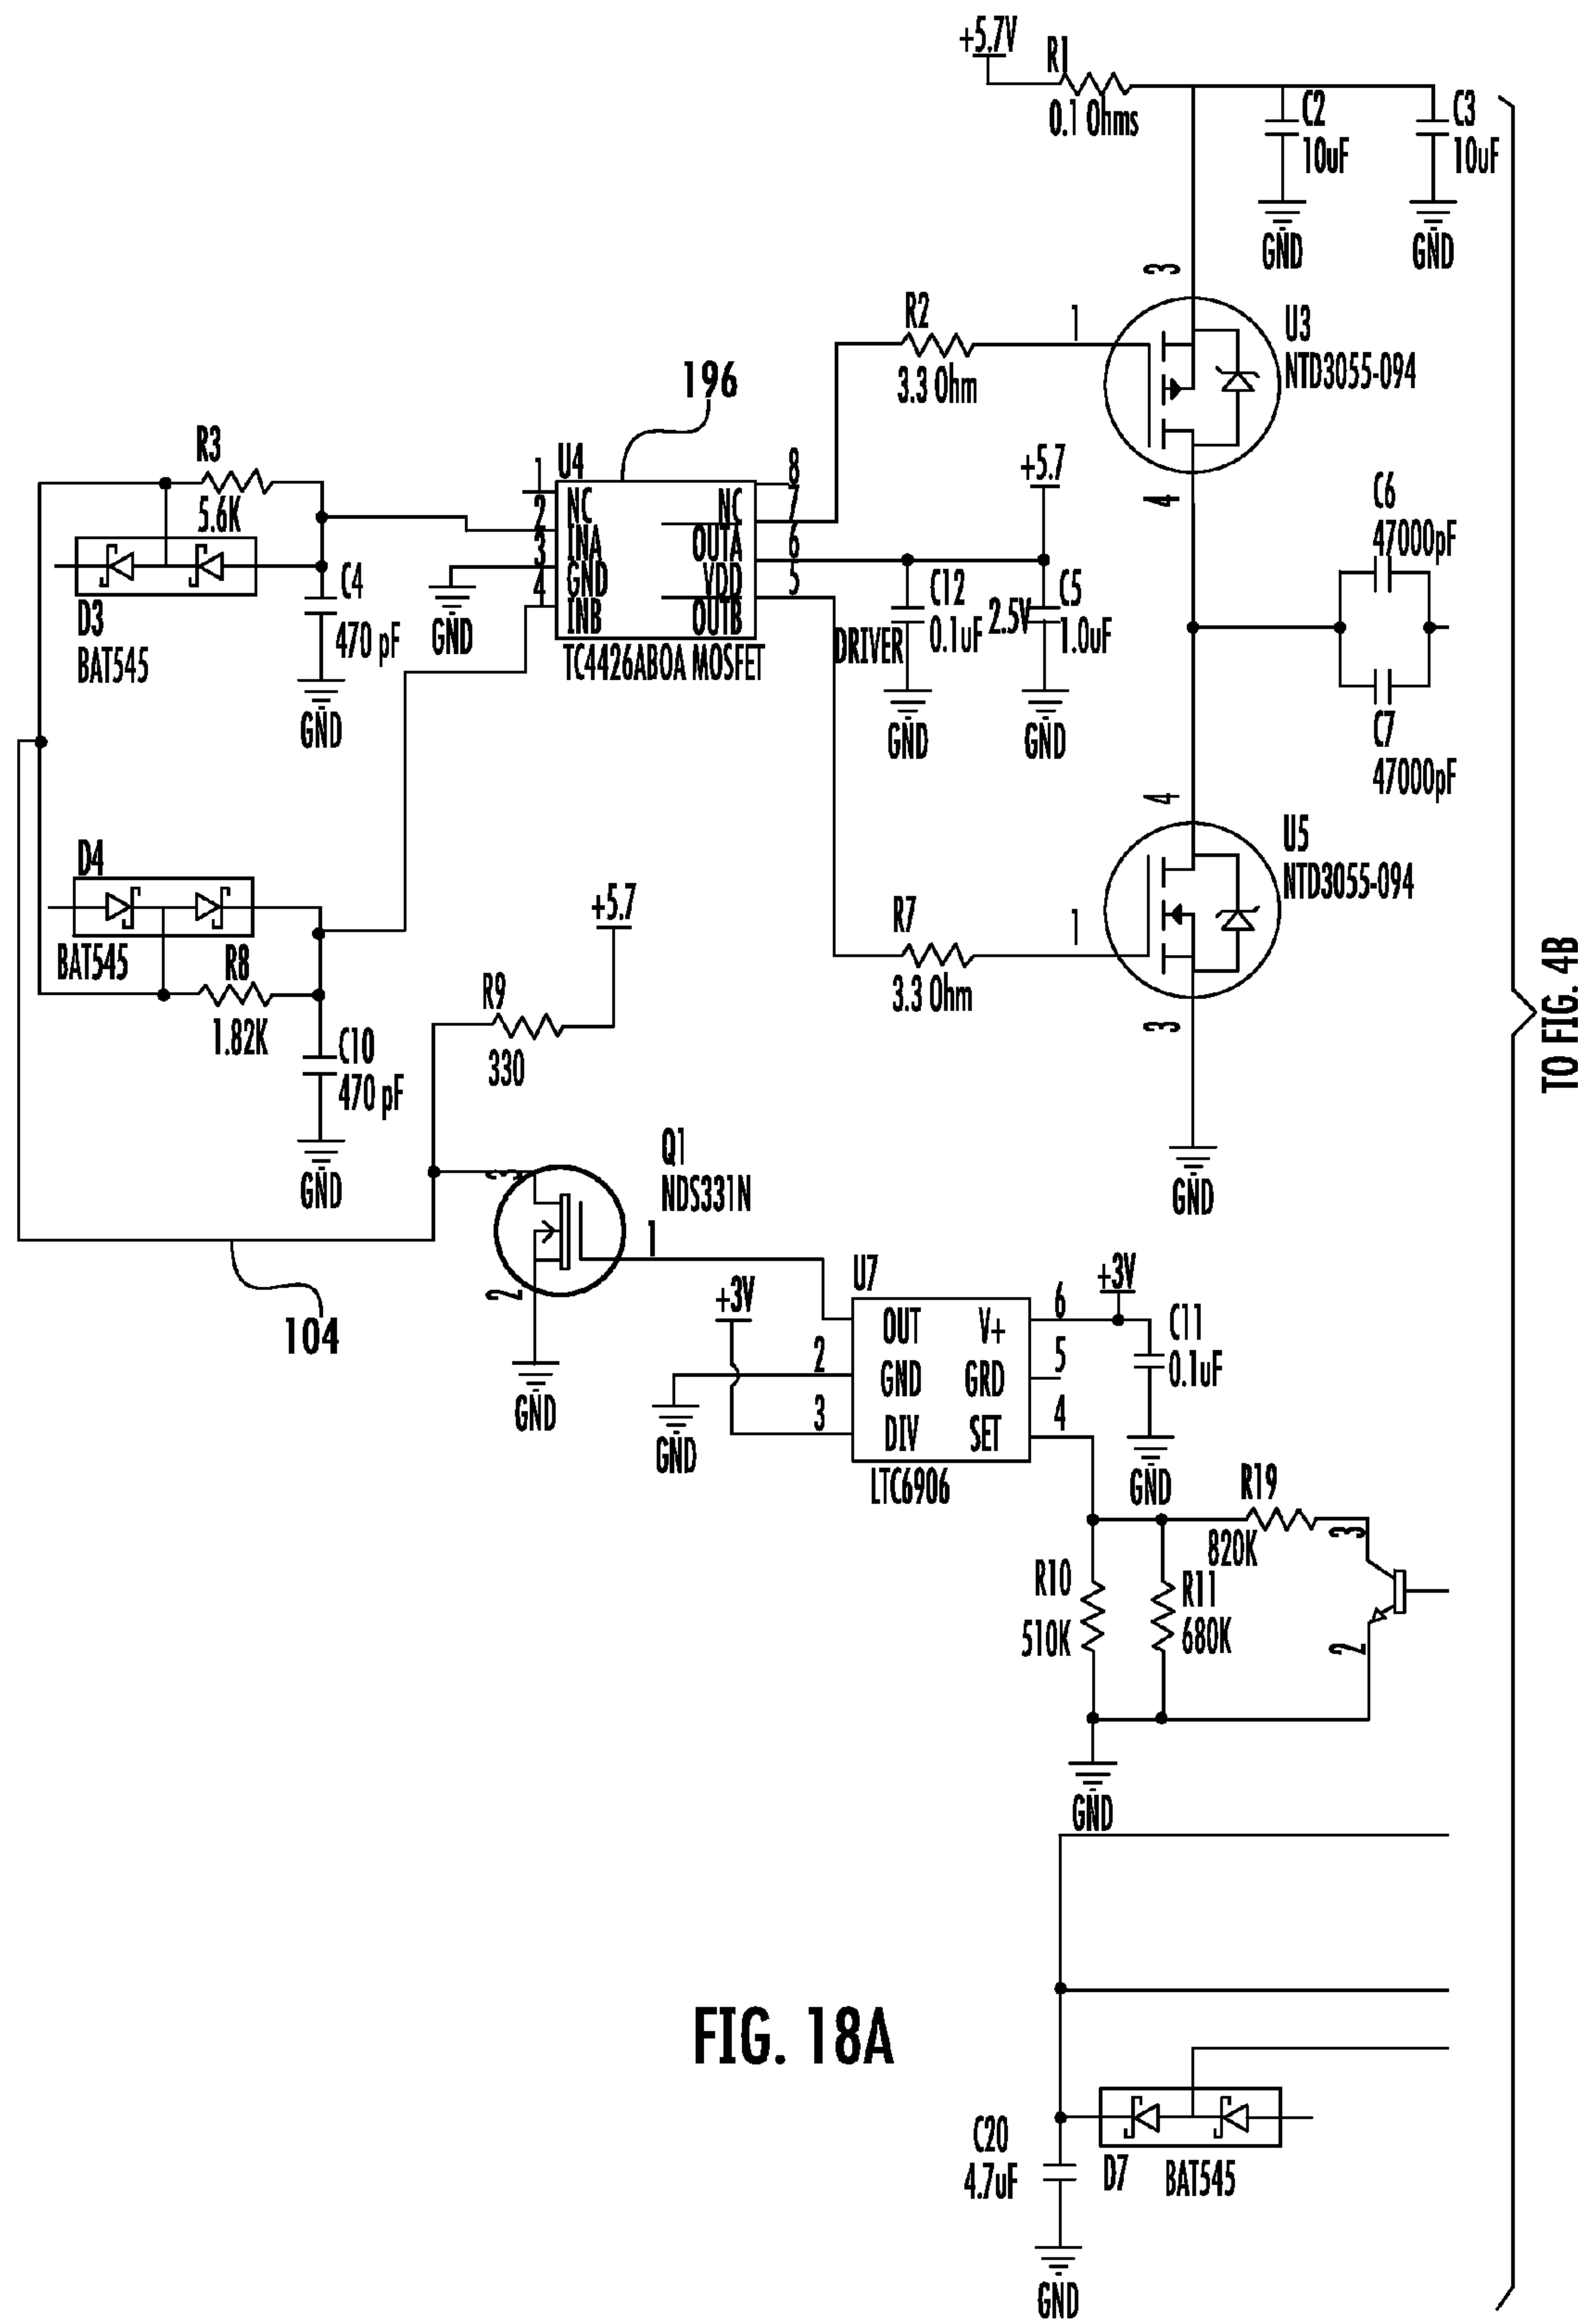 +5.7V
R1
0.1 Ohms
C2
10uF
C3
10uF
GND
GND
3
R2
3.3 Ohm
1
U3
NTD3055-094
196
4
R3
5.6K
D3
BAT545
C4
470 pF
GND
GND
U4
1
2
3
4
NC
INA
GND
INB
NC
OUTA
VDD
OUTB
8
7
6
5
TC4426ABOA MOSFET
DRIVER
+5.7
C12
0.1uF
2.5V
C5
1.0uF
GND
GND
C6
47000pF
C7
47000pF
4
U5
NTD3055-094
D4
BAT545
R8
1.82K
C10
470 pF
GND
+5.7
R9
330
R7
3.3 Ohm
1
3
GND
TO FIG. 4B
Q1
NDS331N
3
1
2
GND
104
+3V
U7
OUT
GND
DIV
V+
GRD
SET
2
3
6
5
4
LTC6906
GND
+3V
C11
0.1uF
GND
R19
820K
3
2
R10
510K
R11
680K
GND
FIG. 18A
C20
4.7uF
D7
BAT545
GND